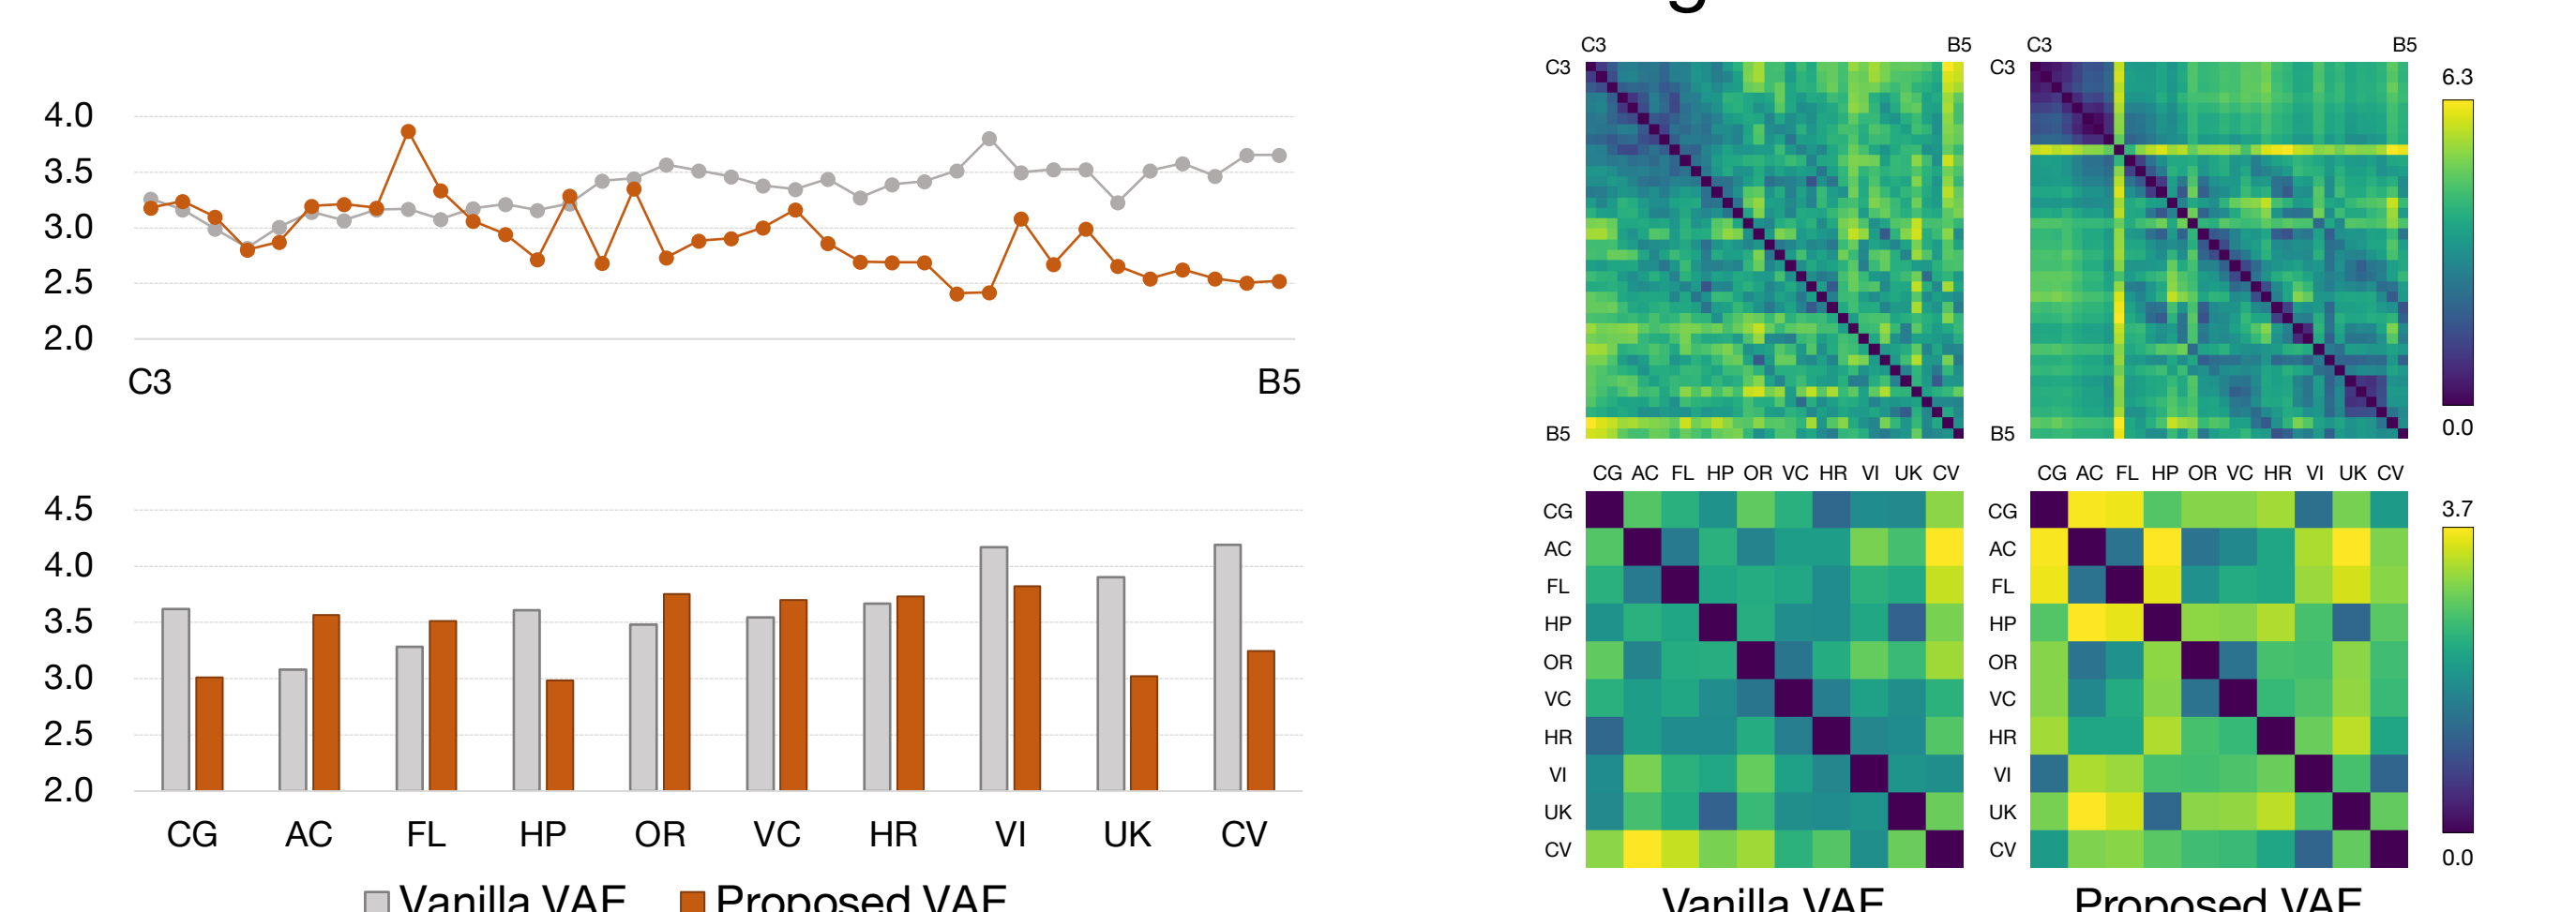 4.0
3.5
3.0
2.5
2.0
C3 B5
4.5
4.0
3.5
3.0
2.5
2.0
CG AC FL HP OR VC HR VI UK CV
Vanilla VAE Proposed VAE
C3 B5
C3
B5
C3 B5
C3
B5
6.3
0.0
CG AC FL HP OR VC HR VI UK CV
CG
AC
FL
HP
OR
VC
HR
VI
UK
CV
Vanilla VAE
CG AC FL HP OR VC HR VI UK CV
CG
AC
FL
HP
OR
VC
HR
VI
UK
CV
Proposed VAE
3.7
0.0